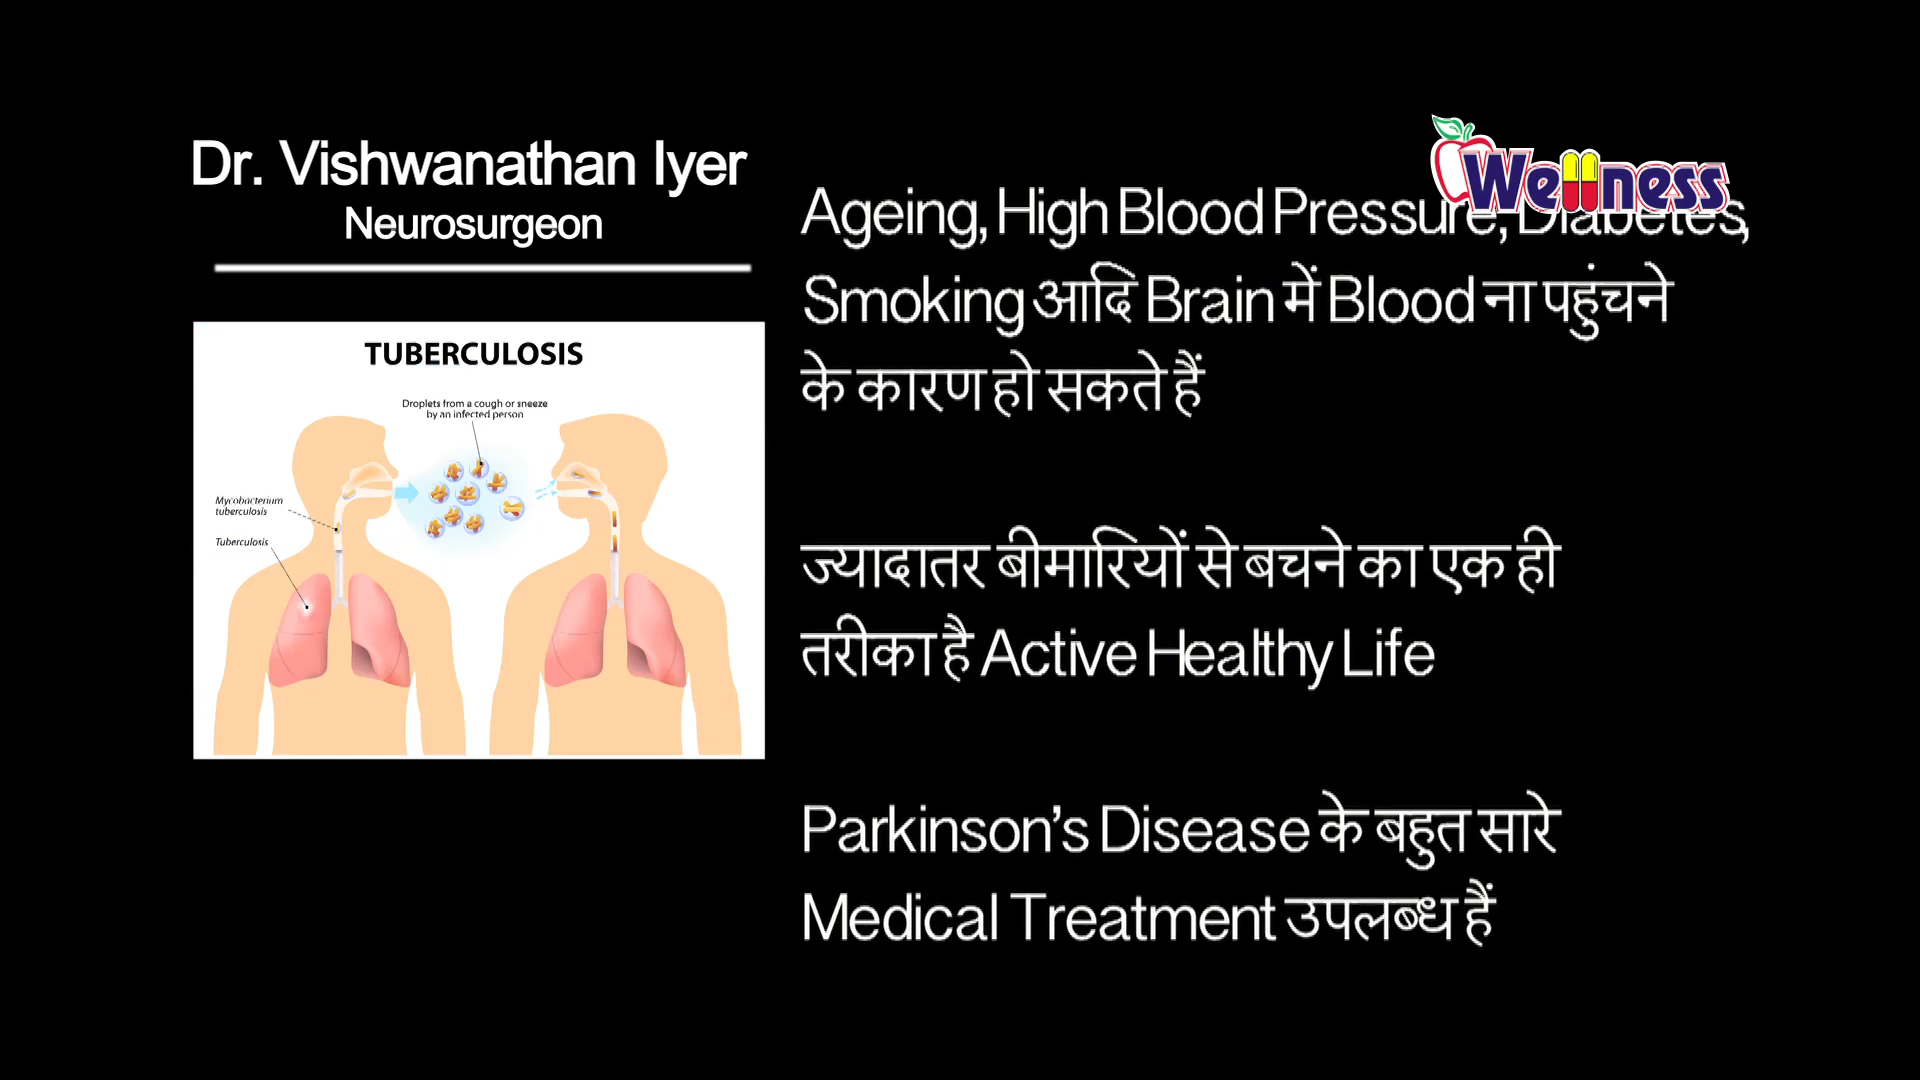 Dr. Vishwanathan Iyer
Neurosurgeon
TUBERCULOSIS
Droplets from a cough or sneeze
by an infected person
Mycobacterium
tuberculosis
Tuberculosis
Wellness
Ageing, High Blood Pressure, Diabetes,
Smoking आदि Brain में Blood ना पहुंचने
के कारण हो सकते हैं
ज्यादातर बीमारियों से बचने का एक ही
तरीका है Active Healthy Life
Parkinson's Disease के बहुत सारे
Medical Treatment उपलब्ध हैं